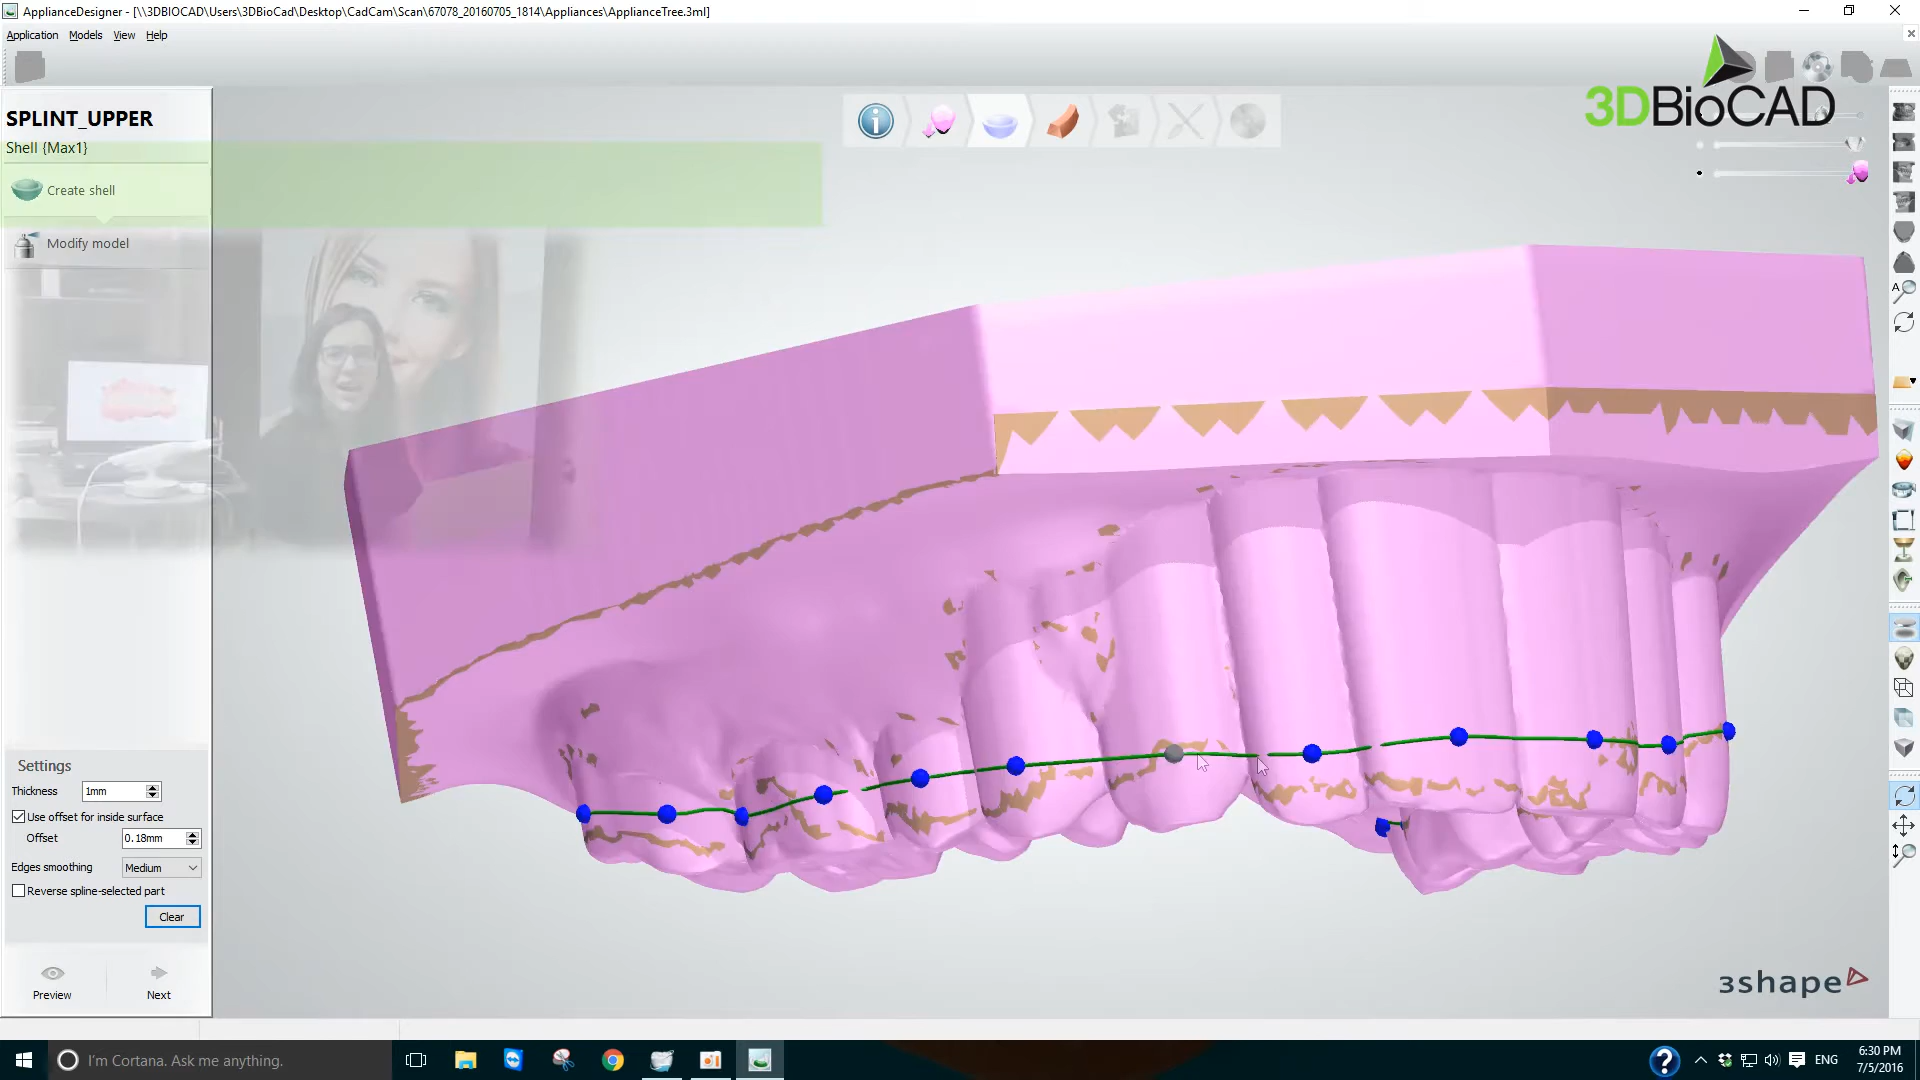 ApplianceDesigner - [\\3DBIOCAD\Users\3DBioCad\Desktop\CadCam\Scan\67078_20160705_1814\Appliances\ApplianceTree.3ml]
Application Models View Help
3DBioCAD
SPLINT_UPPER
Shell {Max1}
Create shell
Modify model
Settings
Thickness 1mm
Use offset for inside surface
Offset 0.18mm
Edges smoothing Medium
Reverse spline-selected part
Clear
Preview Next
3shape
I'm Cortana. Ask me anything.
ENG
6:30 PM
7/5/2016